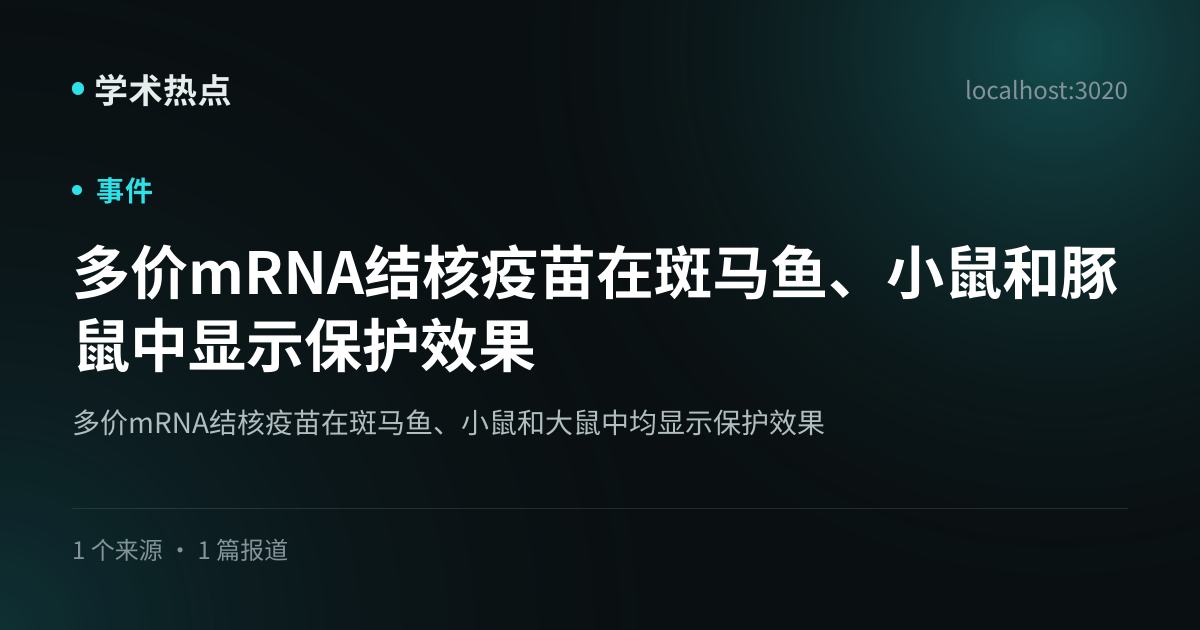 学术热点
localhost:3020
事件
多价mRNA结核疫苗在斑马鱼、小鼠和豚
鼠中显示保护效果
多价mRNA结核疫苗在斑马鱼、小鼠和大鼠中均显示保护效果
1 个来源 · 1 篇报道